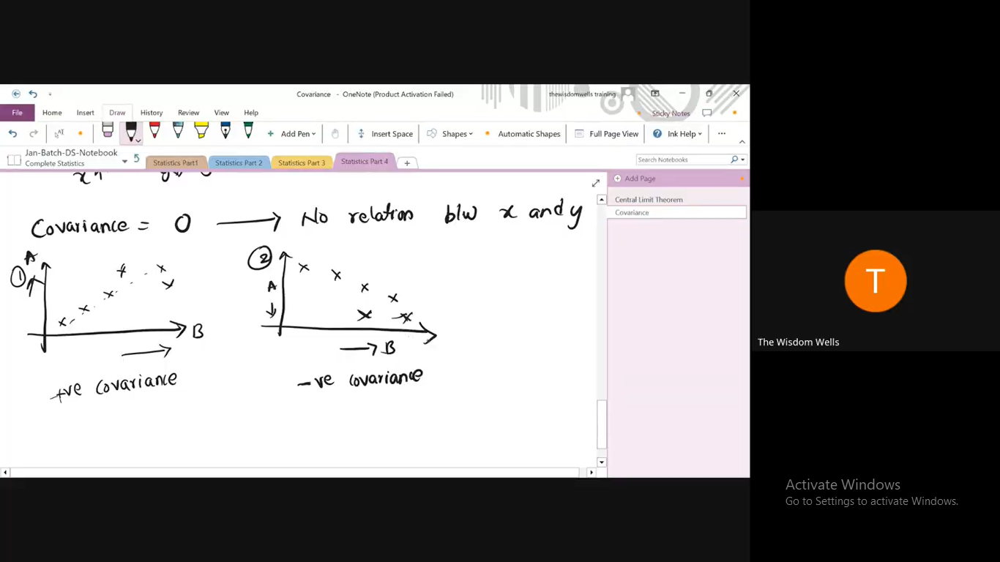 Covariance - OneNote (Product Activation Failed)
thewisdomwells training
File Home Insert Draw History Review View Help
Sticky Notes
Add Pen Insert Space Shapes Automatic Shapes Full Page View Ink Help
Jan-Batch-DS-Notebook
Complete Statistics
Statistics Part1 Statistics Part 2 Statistics Part 3 Statistics Part 4
Search Notebooks
Add Page
Central Limit Theorem
Covariance
Covariance = 0 → No relation b/w x and y
① A
B
+ve covariance
② A
B
-ve covariance
T
The Wisdom Wells
Activate Windows
Go to Settings to activate Windows.